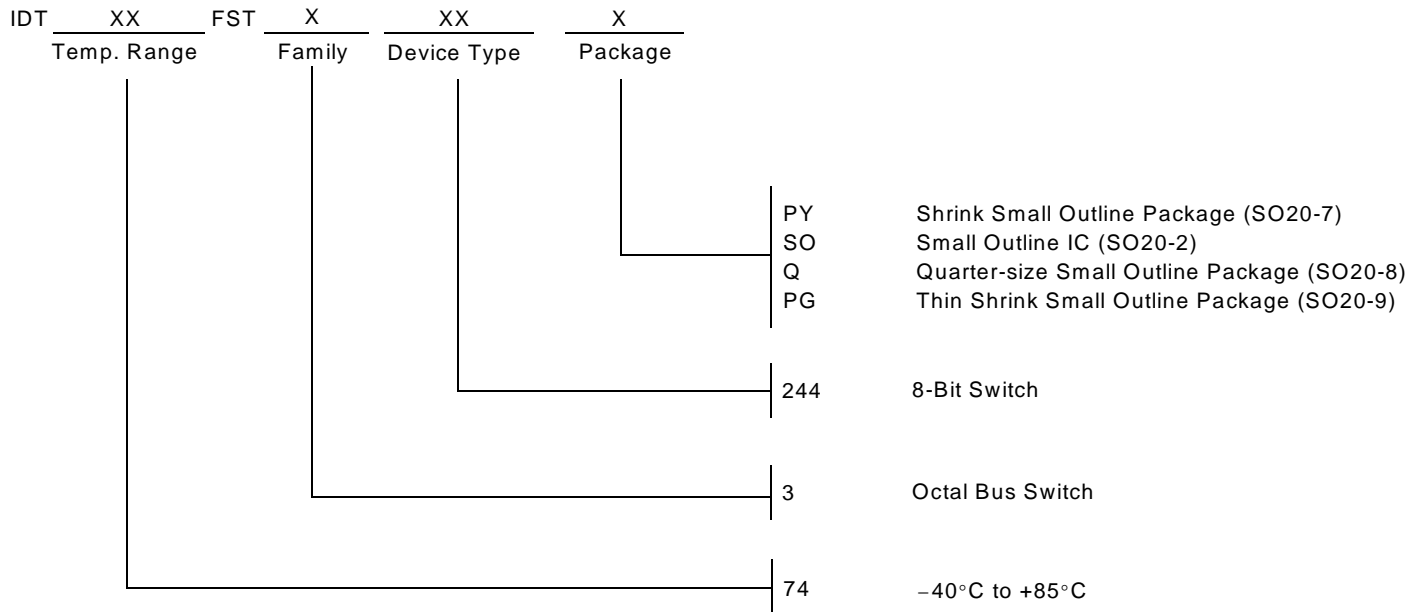 IDT XX FST X XX X
Temp. Range Family Device Type Package
PY Shrink Small Outline Package (SO20-7)
SO Small Outline IC (SO20-2)
Q Quarter-size Small Outline Package (SO20-8)
PG Thin Shrink Small Outline Package (SO20-9)
244 8-Bit Switch
3 Octal Bus Switch
74 –40°C to +85°C